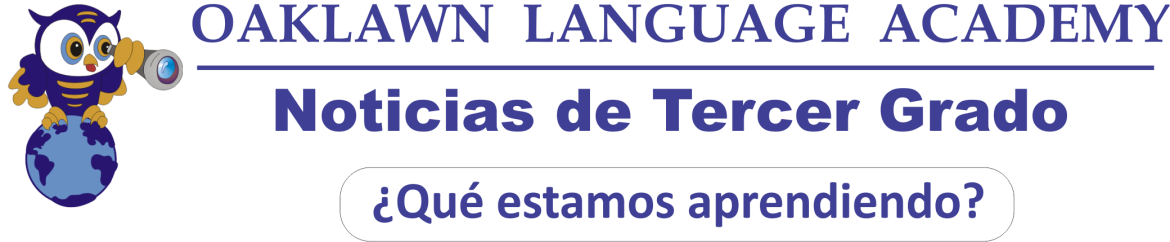 OAKLAWN LANGUAGE ACADEMY
Noticias de Tercer Grado
¿Qué estamos aprendiendo?